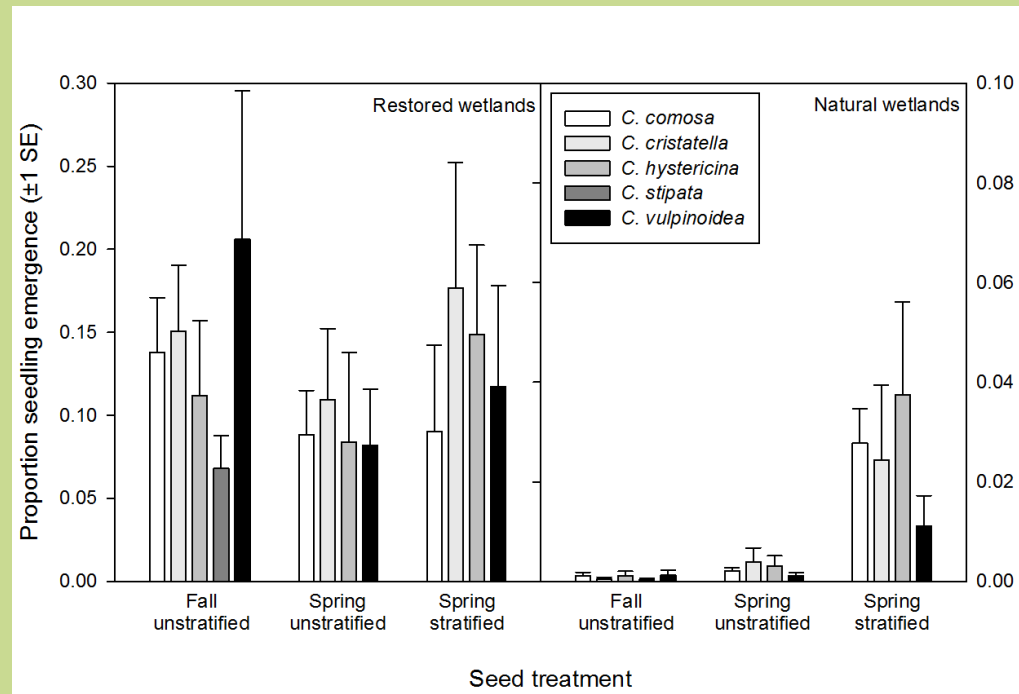 Proportion seedling emergence (±1 SE)
0.30
0.25
0.20
0.15
0.10
0.05
0.00
Restored wetlands
Natural wetlands
C. comosa
C. cristatella
C. hystericina
C. stipata
C. vulpinoidea
0.10
0.08
0.06
0.04
0.02
0.00
Fall
unstratified
Spring
unstratified
Spring
stratified
Fall
unstratified
Spring
unstratified
Spring
stratified
Seed treatment